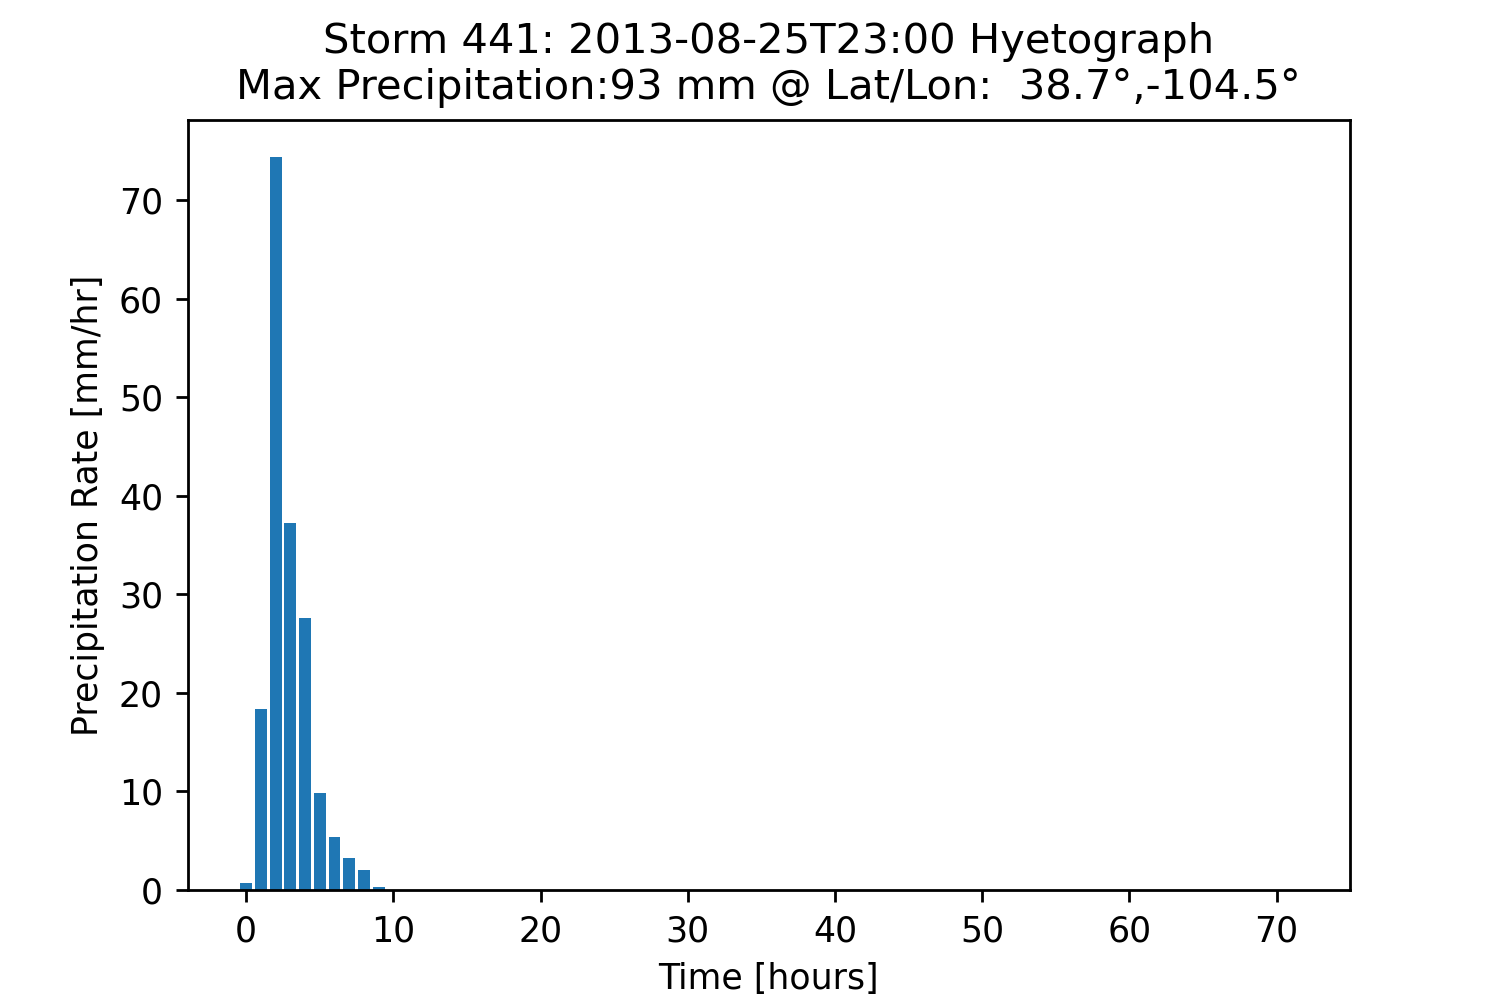 Storm 441: 2013-08-25T23:00 Hyetograph
Max Precipitation:93 mm @ Lat/Lon:  38.7°,-104.5°
Precipitation Rate [mm/hr]
70
60
50
40
30
20
10
0
0 10 20 30 40 50 60 70
Time [hours]